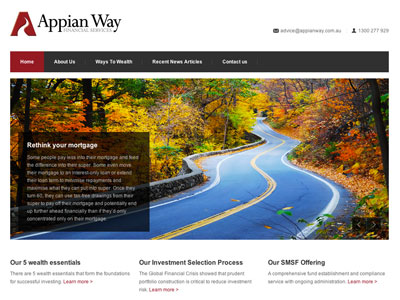 Appian Way
FINANCIAL SERVICES
advice@appianway.com.au
1300 277 929
Home
About Us
Ways To Wealth
Recent News Articles
Contact us
Rethink your mortgage
Some people pay less into their mortgage and feed
the difference into their super. Some even move
their mortgage to an interest-only loan or extend
their loan term to minimise repayments and
maximise what they can put into super. Once they
turn 60, they can use tax-free drawings from their
super to pay off their mortgage and potentially end
up further ahead financially than if they'd only
concentrated only on their mortgage.
Our 5 wealth essentials
There are 5 wealth essentials that form the foundations
for successful investing. Learn more >
Our Investment Selection Process
The Global Financial Crisis showed that prudent
portfolio construction is critical to reduce investment
risk. Learn more >
Our SMSF Offering
A comprehensive fund establishment and compliance
service with ongoing administration. Learn more >